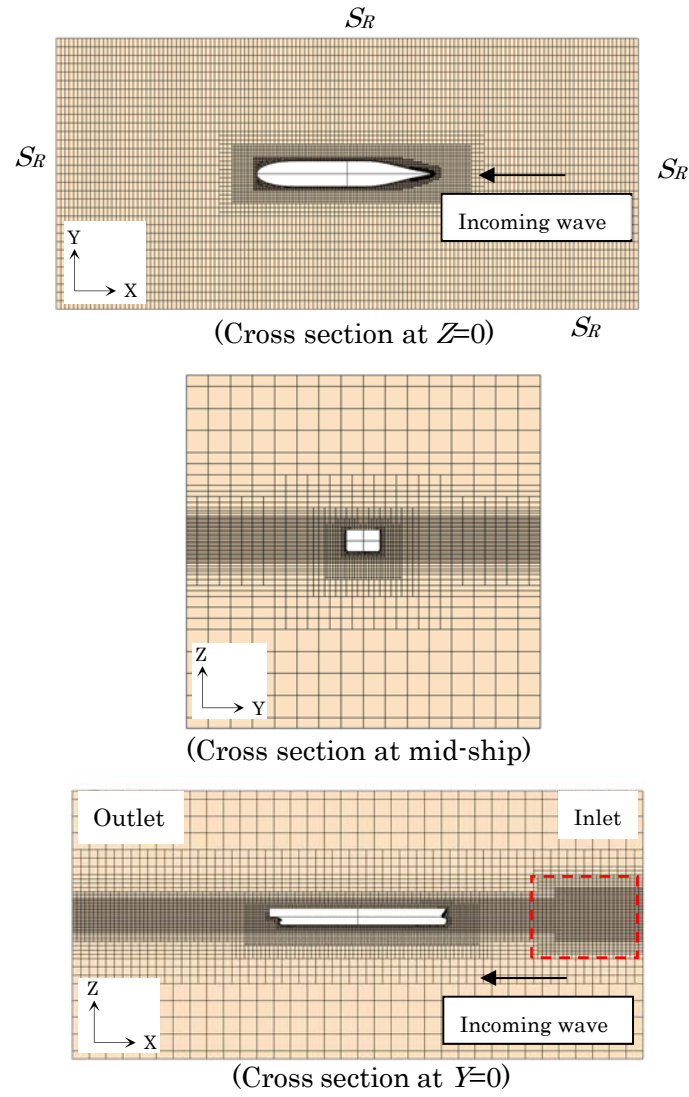 S_R
S_R
S_R
Incoming wave
Y
X
(Cross section at Z=0)
S_R
Z
Y
(Cross section at mid-ship)
Outlet
Inlet
Z
X
Incoming wave
(Cross section at Y=0)